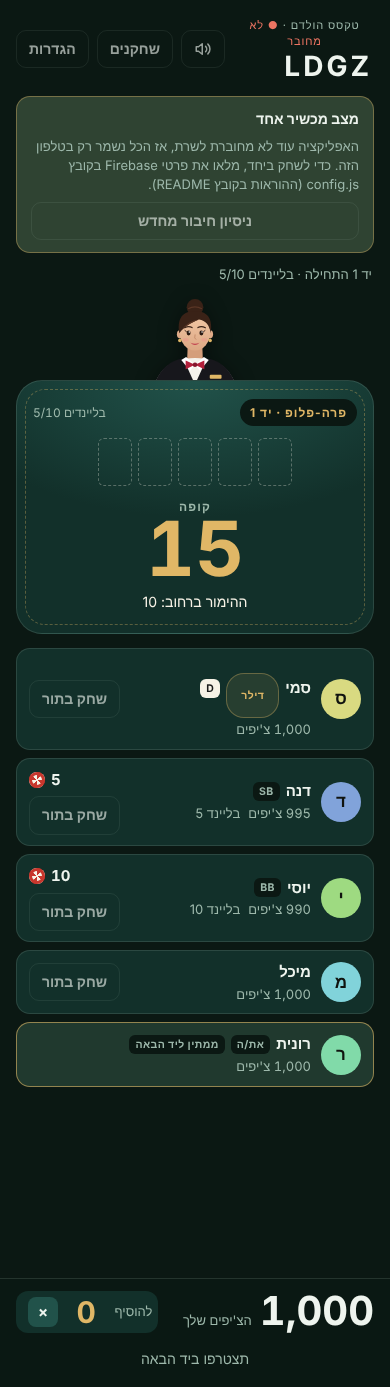 טקסס הולדם · לא
מחובר
LDGZ
שחקנים
הגדרות
מצב מכשיר אחד
האפליקציה עוד לא מחוברת לשרת, אז הכל נשמר רק בטלפון
הזה. כדי לשחק ביחד, מלאו את פרטי Firebase בקובץ
config.js (ההוראות בקובץ README).
ניסיון חיבור מחדש
יד 1 התחילה · בליינדים 5/10
פרה-פלופ · יד 1
בליינדים 5/10
קופה
15
ההימור ברחוב: 10
ס
סמי
דילר
D
1,000 צ'יפים
שחק בתור
ד
דנה
SB
995 צ'יפים בליינד 5
5
שחק בתור
י
יוסי
BB
990 צ'יפים בליינד 10
10
שחק בתור
מ
מיכל
1,000 צ'יפים
שחק בתור
ר
רונית
את/ה
ממתין ליד הבאה
1,000 צ'יפים
1,000
הצ'יפים שלך
להוסיף
0
×
תצטרפו ביד הבאה